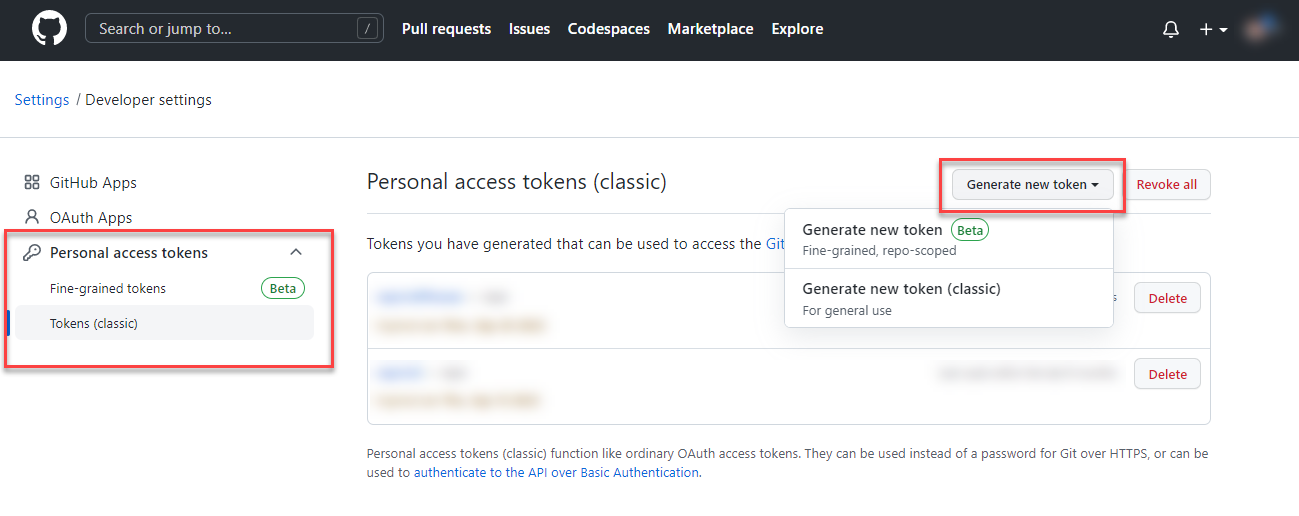 Search or jump to... /
Pull requests
Issues
Codespaces
Marketplace
Explore
Settings / Developer settings
GitHub Apps
OAuth Apps
Personal access tokens
Fine-grained tokens Beta
Tokens (classic)
Personal access tokens (classic)
Generate new token
Revoke all
Generate new token Beta
Fine-grained, repo-scoped
Generate new token (classic)
For general use
Tokens you have generated that can be used to access the Git
Delete
Delete
Personal access tokens (classic) function like ordinary OAuth access tokens. They can be used instead of a password for Git over HTTPS, or can be
used to authenticate to the API over Basic Authentication.